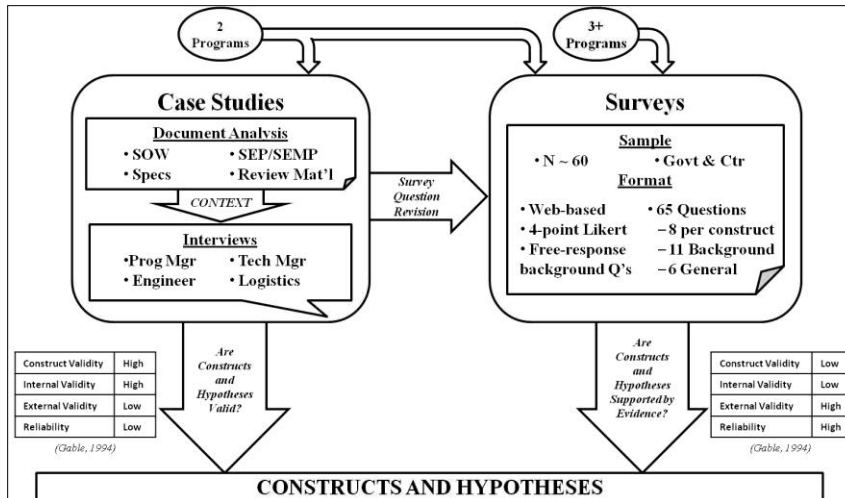 2
Programs
3+
Programs
Case Studies
Document Analysis
• SOW • SEP/SEMP
• Specs • Review Mat'l
CONTEXT
Interviews
• Prog Mgr • Tech Mgr
• Engineer • Logistics
Survey
Question
Revision
Surveys
Sample
• N ~ 60 • Govt & Ctr
Format
• Web-based • 65 Questions
• 4-point Likert – 8 per construct
• Free-response – 11 Background
background Q's – 6 General
Construct Validity High
Internal Validity High
External Validity Low
Reliability Low
(Gable, 1994)
Are
Constructs
and
Hypotheses
Valid?
Are
Constructs
and
Hypotheses
Supported by
Evidence?
Construct Validity Low
Internal Validity Low
External Validity High
Reliability High
(Gable, 1994)
CONSTRUCTS AND HYPOTHESES